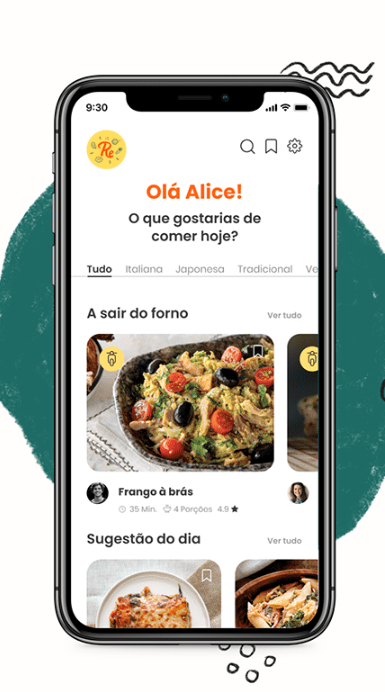 9:30
Re
Olá Alice!
O que gostarias de
comer hoje?
Tudo Italiana Japonesa Tradicional Ve
A sair do forno Ver tudo
Frango à brás
35 Min. 4 Porções 4.9
Sugestão do dia Ver tudo